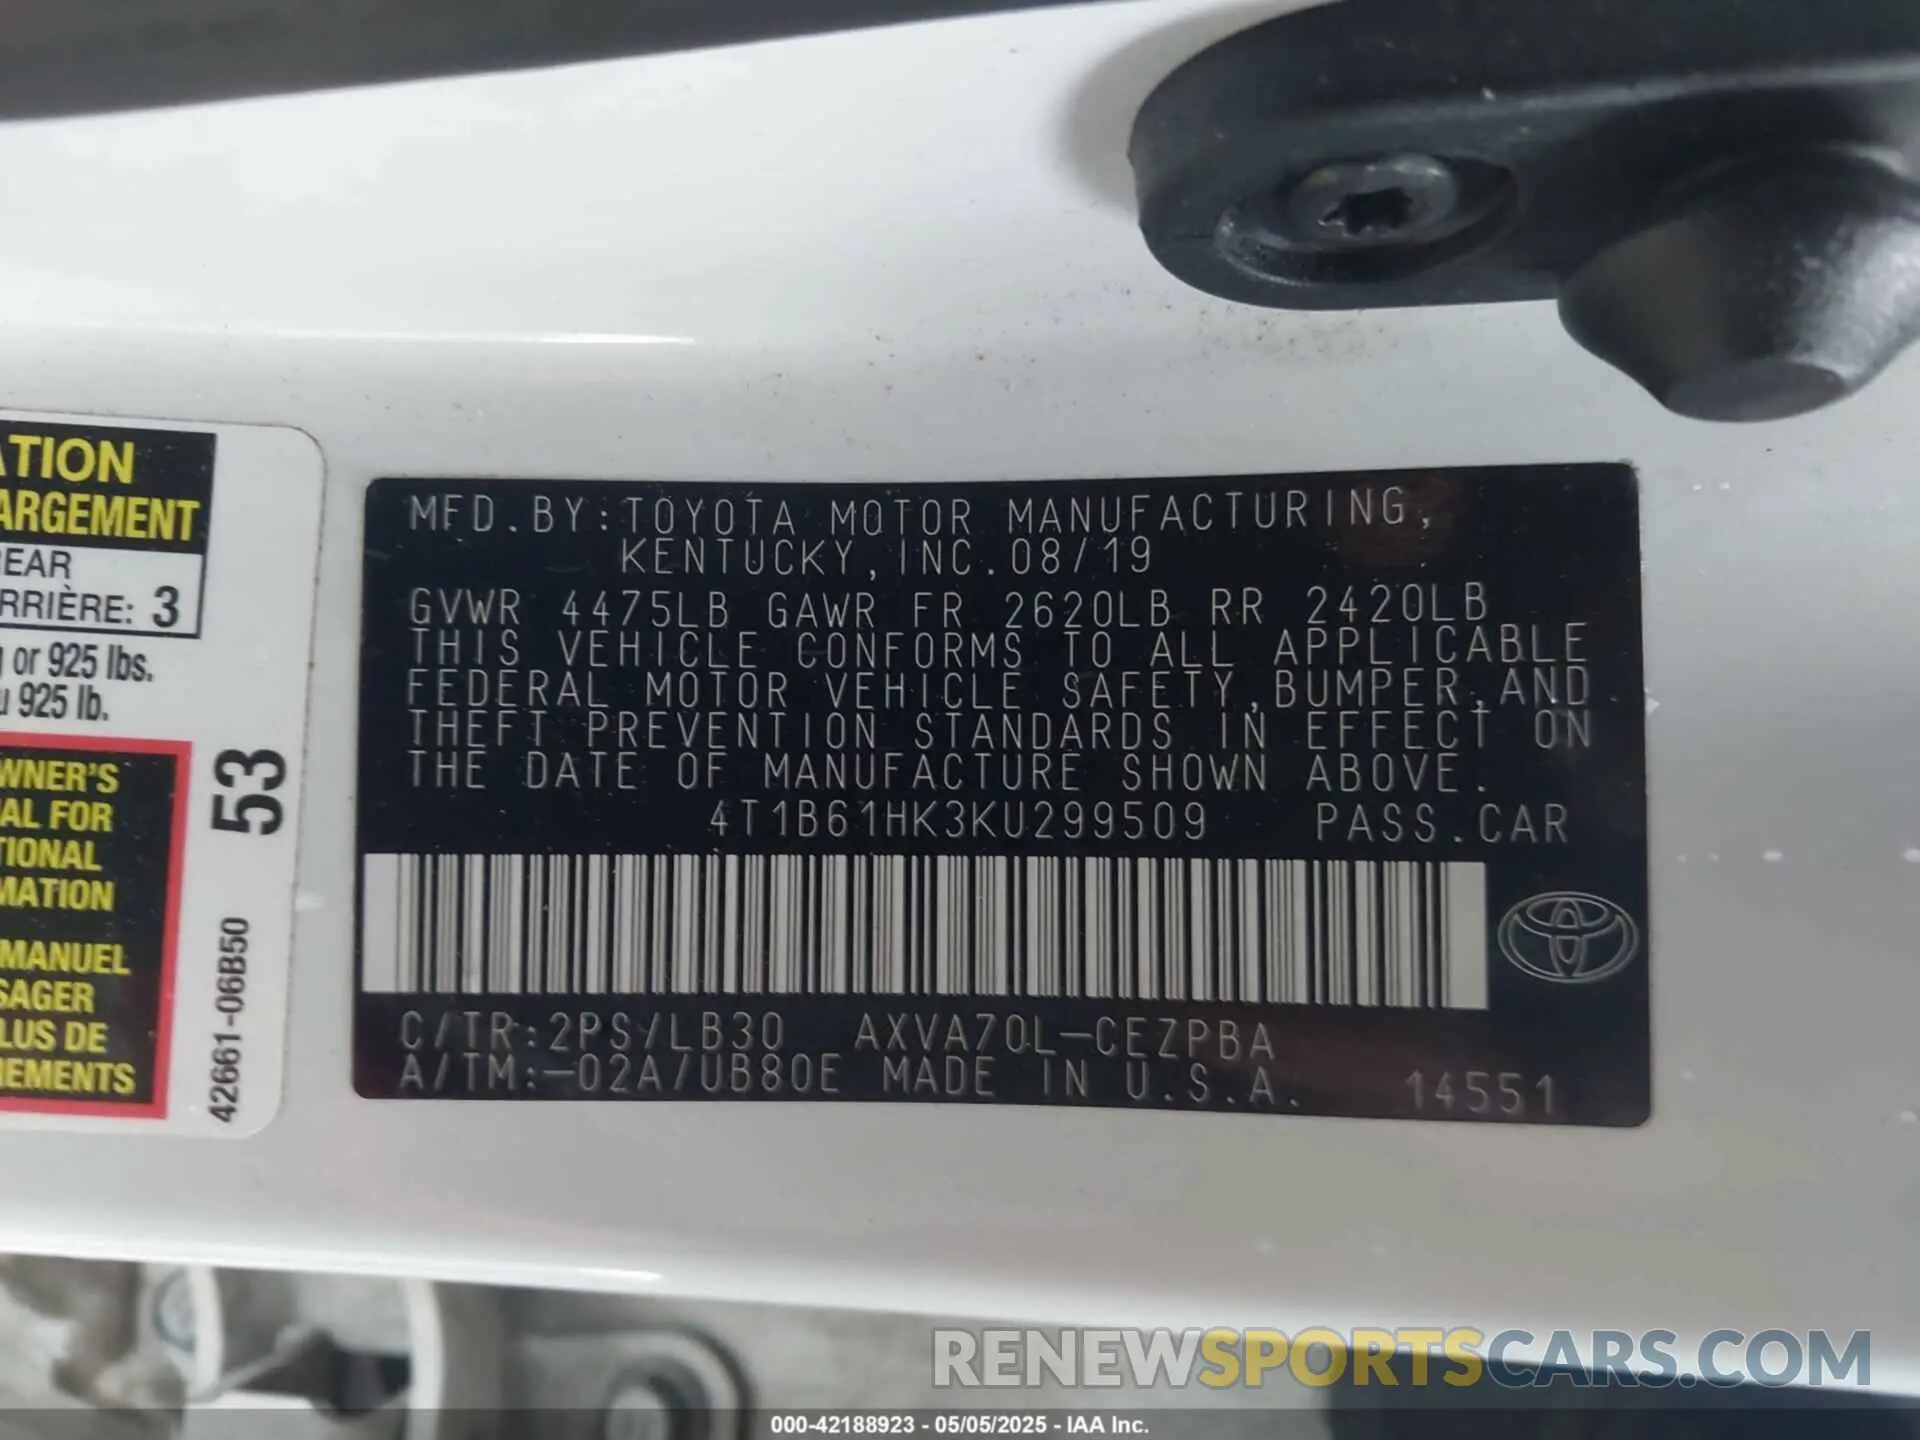 ATION
ARGEMENT
REAR
RRIÈRE: 3
g or 925 lbs.
u 925 lb.
WNER'S
AL FOR
TIONAL
MATION
MANUEL
SAGER
LUS DE
EMENTS
53
42661-06B50
MFD.BY:TOYOTA MOTOR MANUFACTURING,
KENTUCKY,INC.08/19
GVWR 4475LB GAWR FR 2620LB RR 2420LB
THIS VEHICLE CONFORMS TO ALL APPLICABLE
FEDERAL MOTOR VEHICLE SAFETY,BUMPER,AND
THEFT PREVENTION STANDARDS IN EFFECT ON
THE DATE OF MANUFACTURE SHOWN ABOVE.
4T1B61HK3KU299509 PASS.CAR
C/TR:2PS/LB30 AXVA70L-CEZPBA
A/TM:-02A/UB80E MADE IN U.S.A. 14551
RENEWSPORTSCARS.COM
000-42188923 - 05/05/2025 - IAA Inc.